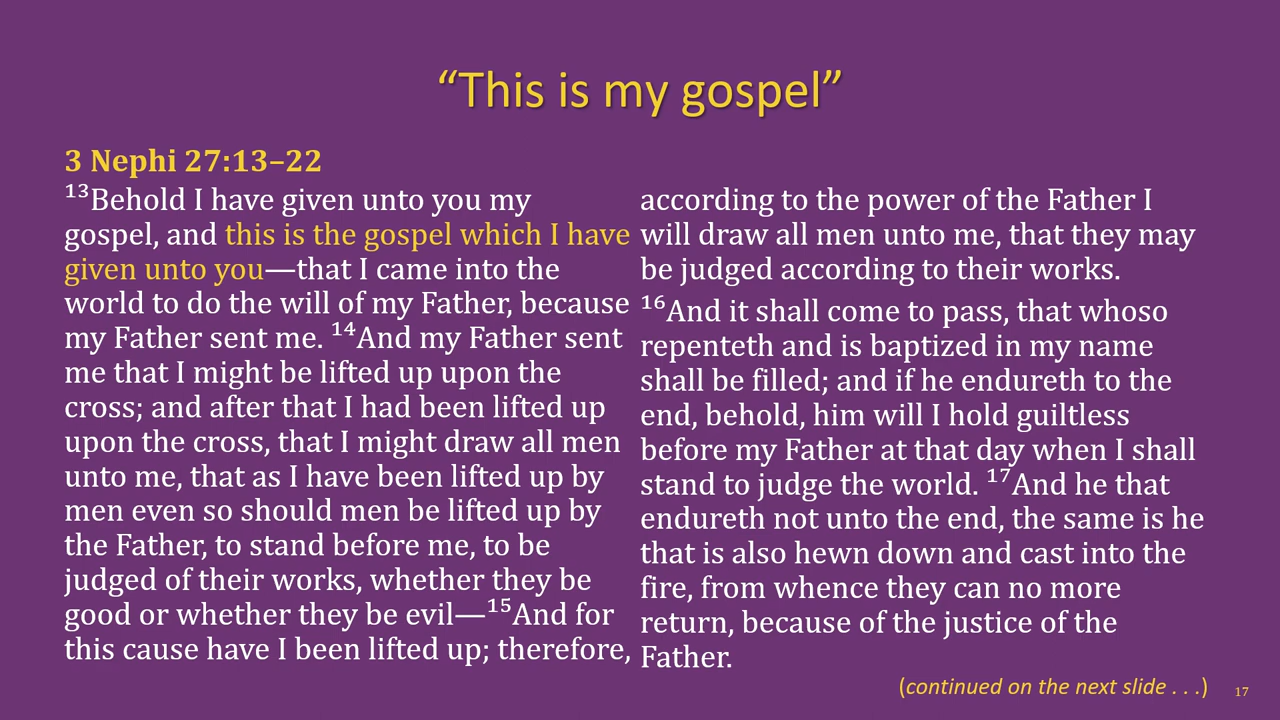 “This is my gospel”
3 Nephi 27:13–22
¹³Behold I have given unto you my
gospel, and this is the gospel which I have
given unto you—that I came into the
world to do the will of my Father, because
my Father sent me. ¹⁴And my Father sent
me that I might be lifted up upon the
cross; and after that I had been lifted up
upon the cross, that I might draw all men
unto me, that as I have been lifted up by
men even so should men be lifted up by
the Father, to stand before me, to be
judged of their works, whether they be
good or whether they be evil—¹⁵And for
this cause have I been lifted up; therefore,
according to the power of the Father I
will draw all men unto me, that they may
be judged according to their works.
¹⁶And it shall come to pass, that whoso
repenteth and is baptized in my name
shall be filled; and if he endureth to the
end, behold, him will I hold guiltless
before my Father at that day when I shall
stand to judge the world. ¹⁷And he that
endureth not unto the end, the same is he
that is also hewn down and cast into the
fire, from whence they can no more
return, because of the justice of the
Father.
(continued on the next slide . . .)
17